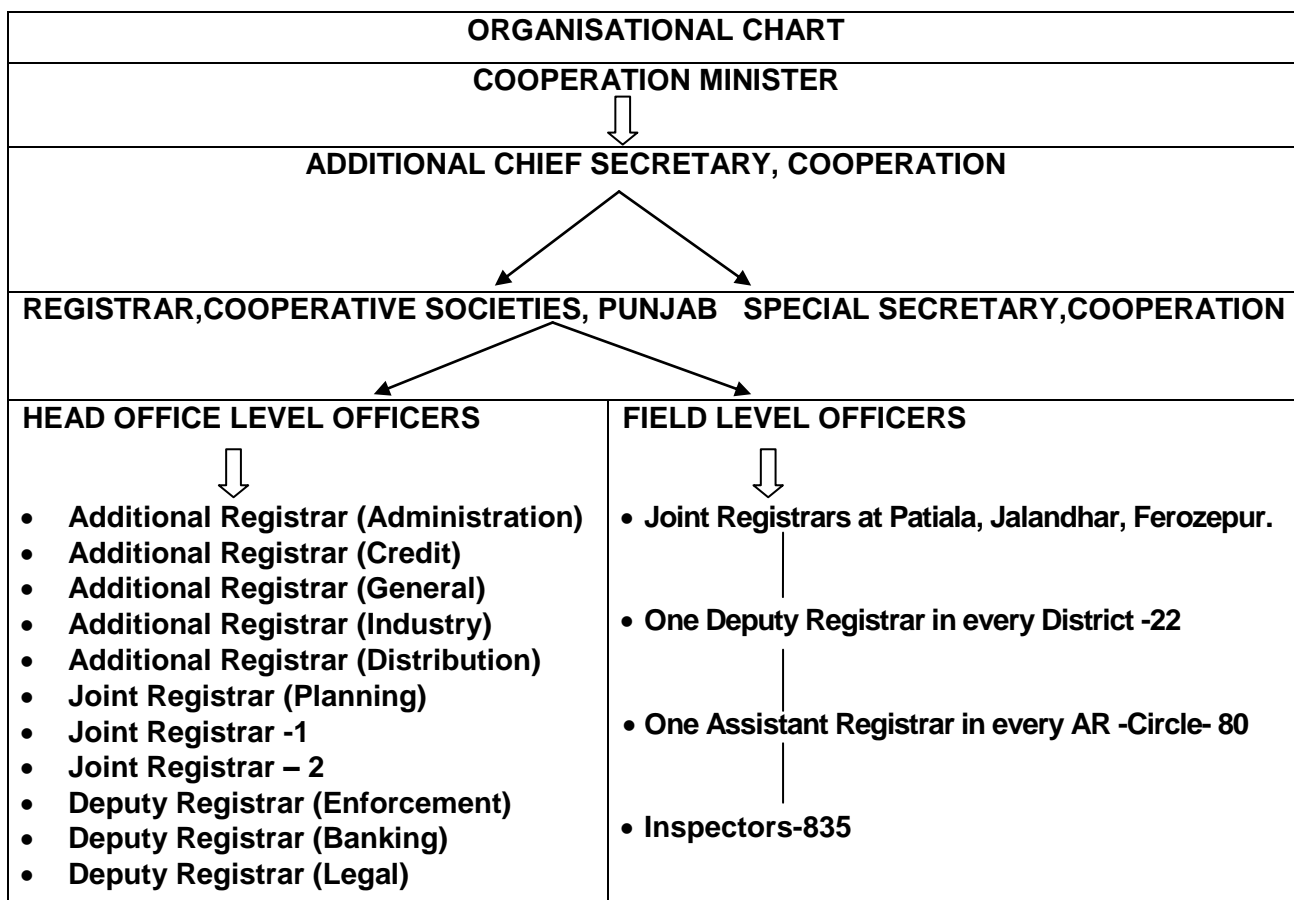 ORGANISATIONAL CHART
COOPERATION MINISTER
ADDITIONAL CHIEF SECRETARY, COOPERATION
REGISTRAR,COOPERATIVE SOCIETIES, PUNJAB SPECIAL SECRETARY,COOPERATION
HEAD OFFICE LEVEL OFFICERS
• Additional Registrar (Administration)
• Additional Registrar (Credit)
• Additional Registrar (General)
• Additional Registrar (Industry)
• Additional Registrar (Distribution)
• Joint Registrar (Planning)
• Joint Registrar -1
• Joint Registrar – 2
• Deputy Registrar (Enforcement)
• Deputy Registrar (Banking)
• Deputy Registrar (Legal)
FIELD LEVEL OFFICERS
• Joint Registrars at Patiala, Jalandhar, Ferozepur.
• One Deputy Registrar in every District -22
• One Assistant Registrar in every AR -Circle- 80
• Inspectors-835